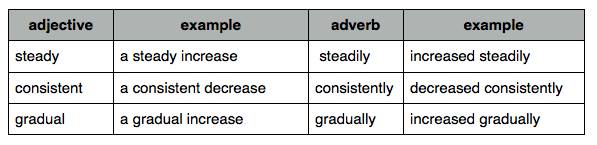 adjective example adverb example
steady a steady increase steadily increased steadily
consistent a consistent decrease consistently decreased consistently
gradual a gradual increase gradually increased gradually